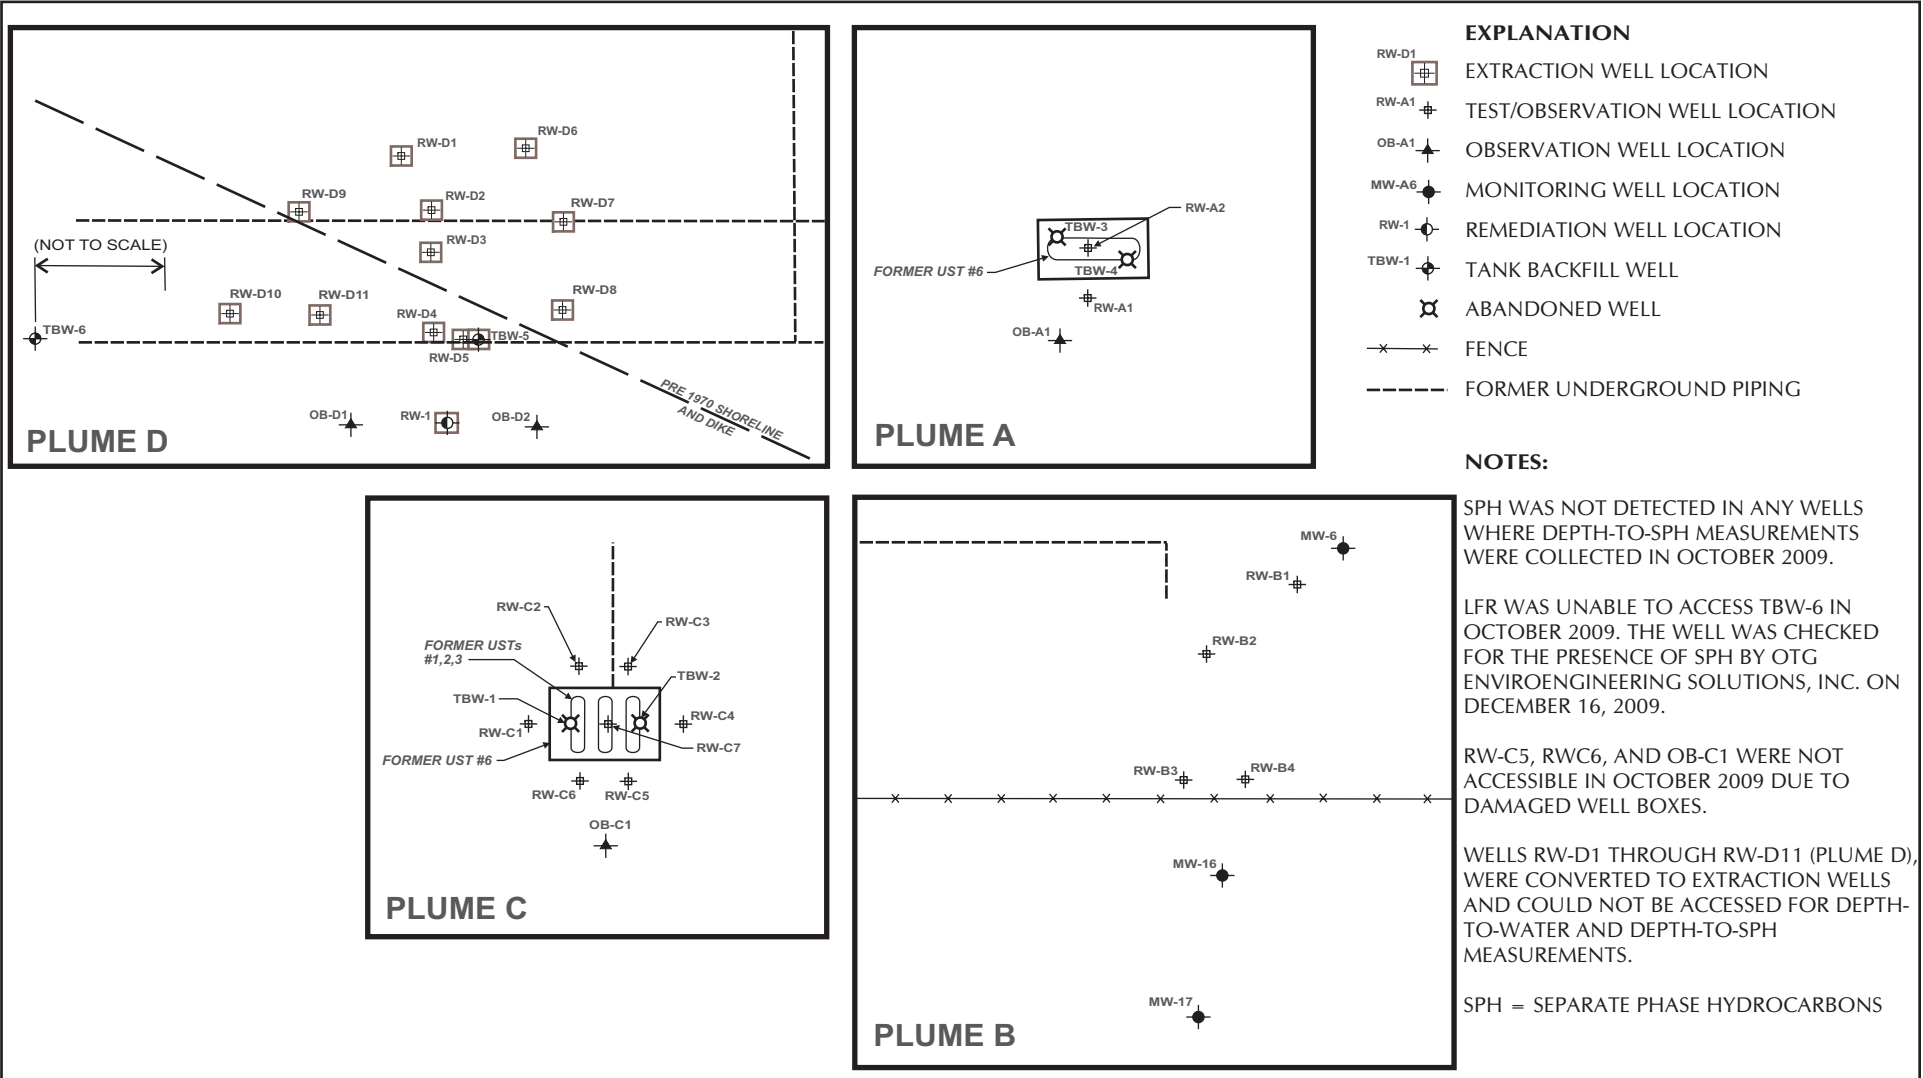 RW-D1
RW-D6
RW-D9
RW-D2
RW-D7
(NOT TO SCALE)
RW-D3
RW-D10
RW-D11
RW-D8
RW-D4
TBW-6
TBW-5
RW-D5
PRE 1970 SHORELINE
AND DIKE
OB-D1
RW-1
OB-D2
PLUME D
RW-A2
TBW-3
FORMER UST #6
TBW-4
RW-A1
OB-A1
PLUME A
EXPLANATION
RW-D1
EXTRACTION WELL LOCATION
RW-A1
TEST/OBSERVATION WELL LOCATION
OB-A1
OBSERVATION WELL LOCATION
MW-A6
MONITORING WELL LOCATION
RW-1
REMEDIATION WELL LOCATION
TBW-1
TANK BACKFILL WELL
ABANDONED WELL
FENCE
FORMER UNDERGROUND PIPING
NOTES:
SPH WAS NOT DETECTED IN ANY WELLS
WHERE DEPTH-TO-SPH MEASUREMENTS
WERE COLLECTED IN OCTOBER 2009.
LFR WAS UNABLE TO ACCESS TBW-6 IN
OCTOBER 2009. THE WELL WAS CHECKED
FOR THE PRESENCE OF SPH BY OTG
ENVIROENGINEERING SOLUTIONS, INC. ON
DECEMBER 16, 2009.
RW-C5, RWC6, AND OB-C1 WERE NOT
ACCESSIBLE IN OCTOBER 2009 DUE TO
DAMAGED WELL BOXES.
WELLS RW-D1 THROUGH RW-D11 (PLUME D),
WERE CONVERTED TO EXTRACTION WELLS
AND COULD NOT BE ACCESSED FOR DEPTH-
TO-WATER AND DEPTH-TO-SPH
MEASUREMENTS.
SPH = SEPARATE PHASE HYDROCARBONS
RW-C2
RW-C3
FORMER USTs
#1,2,3
TBW-2
TBW-1
RW-C4
RW-C1
RW-C7
FORMER UST #6
RW-C6
RW-C5
OB-C1
PLUME C
MW-6
RW-B1
RW-B2
RW-B3
RW-B4
MW-16
MW-17
PLUME B